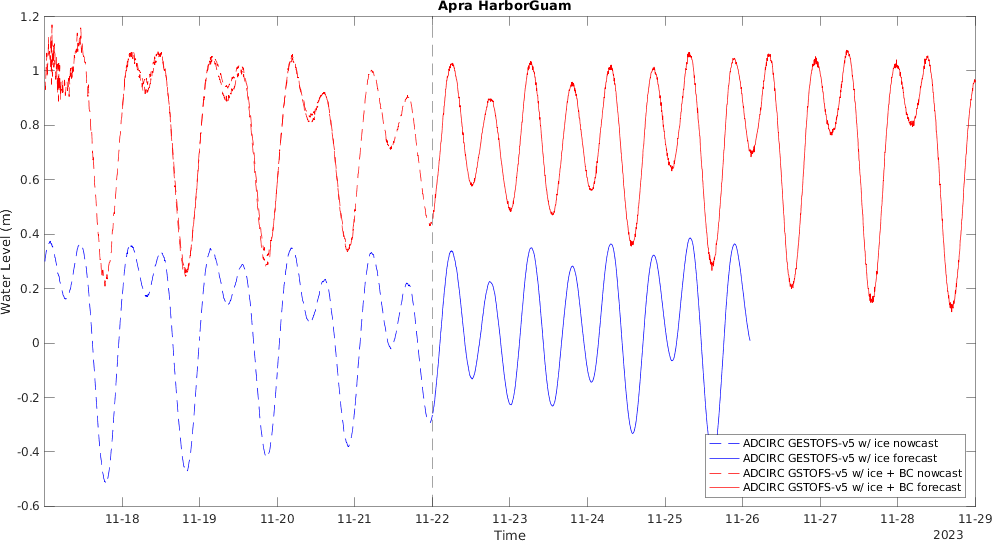 Apra HarborGuam
1.2
1
0.8
0.6
0.4
0.2
0
-0.2
-0.4
-0.6
Water Level (m)
ADCIRC GESTOFS-v5 w/ ice nowcast
ADCIRC GESTOFS-v5 w/ ice forecast
ADCIRC GSTOFS-v5 w/ ice + BC nowcast
ADCIRC GSTOFS-v5 w/ ice + BC forecast
11-18 11-19 11-20 11-21 11-22 11-23 11-24 11-25 11-26 11-27 11-28 11-29
Time
2023